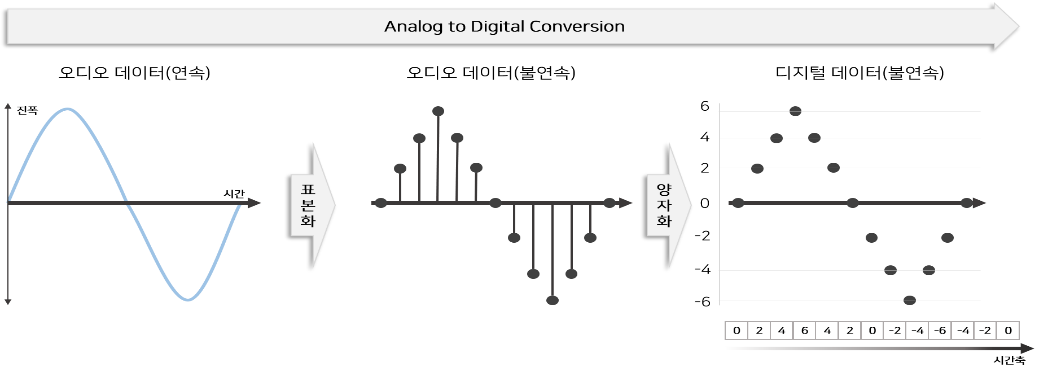 Analog to Digital Conversion
오디오 데이터(연속)
진폭
시간
표본화
오디오 데이터(불연속)
양자화
디지털 데이터(불연속)
6
4
2
0
-2
-4
-6
0 2 4 6 4 2 0 -2 -4 -6 -4 -2 0
시간축